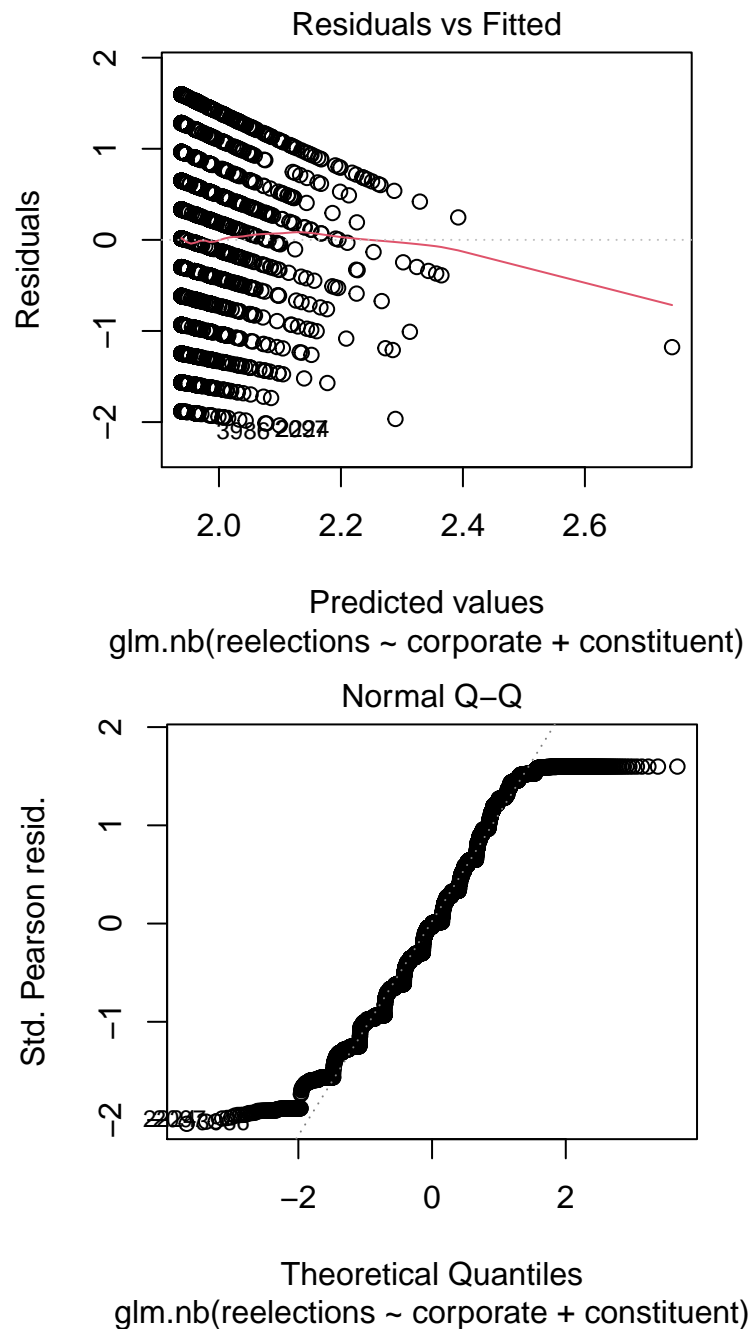 Residuals vs Fitted
2
1
0
−1
−2
Residuals
3986
2.0 2.2 2.4 2.6
Predicted values
glm.nb(reelections ~ corporate + constituent)
Normal Q−Q
2
1
0
−1
−2
Std. Pearson resid.
−2 0 2
Theoretical Quantiles
glm.nb(reelections ~ corporate + constituent)